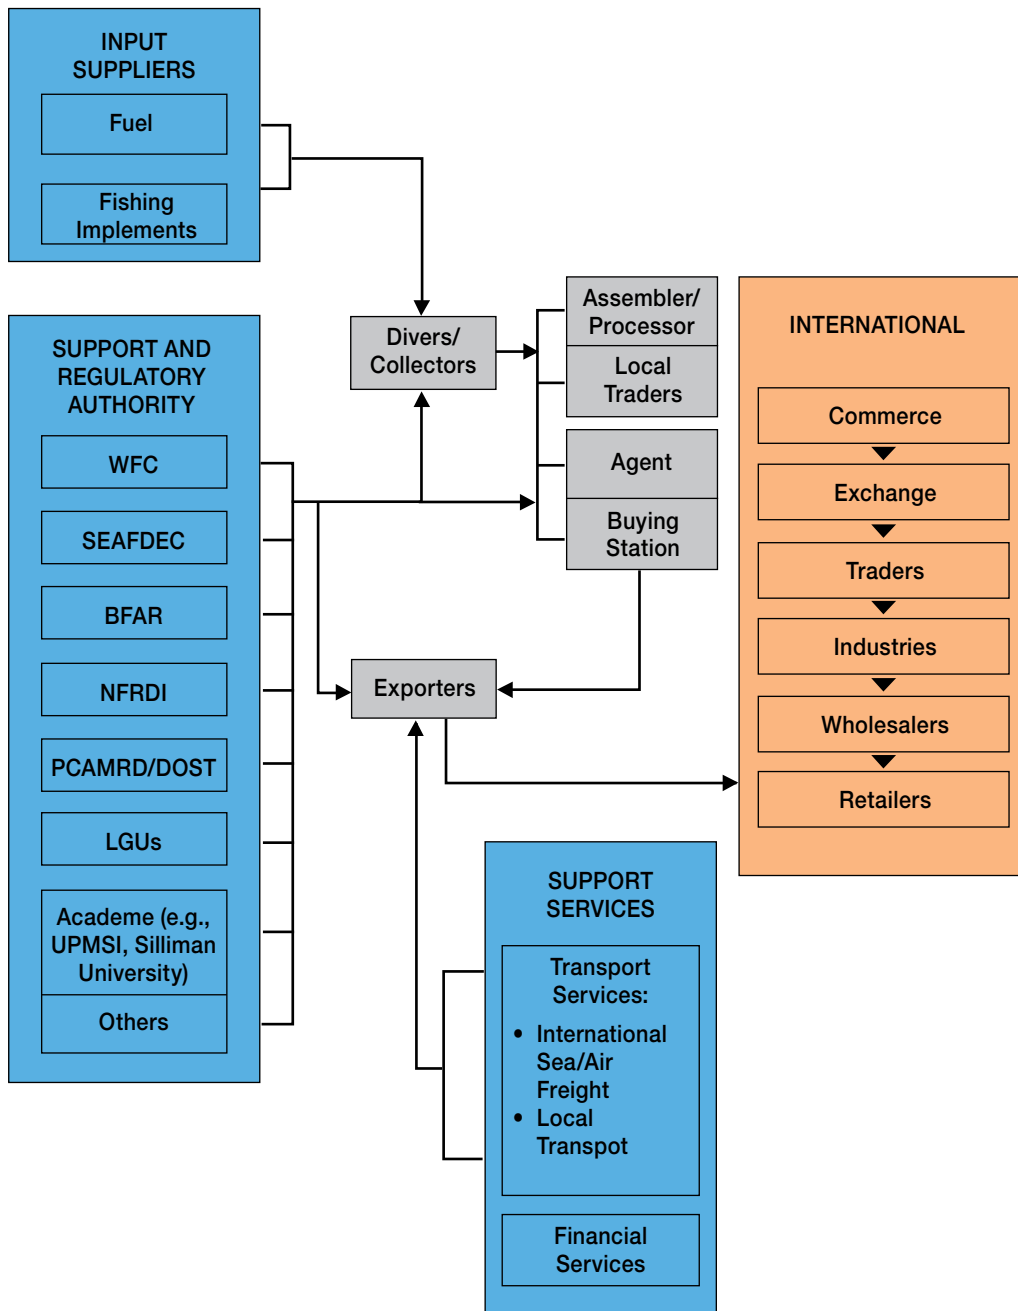 INPUT
SUPPLIERS
Fuel
Fishing
Implements
SUPPORT AND
REGULATORY
AUTHORITY
WFC
SEAFDEC
BFAR
NFRDI
PCAMRD/DOST
LGUs
Academe (e.g.,
UPMSI, Silliman
University)
Others
Divers/
Collectors
Assembler/
Processor
Local
Traders
Agent
Buying
Station
Exporters
INTERNATIONAL
Commerce
Exchange
Traders
Industries
Wholesalers
Retailers
SUPPORT
SERVICES
Transport
Services:
• International
Sea/Air
Freight
• Local
Transpot
Financial
Services